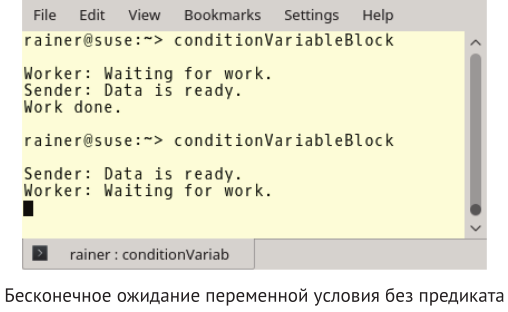 File Edit View Bookmarks Settings Help
rainer@suse:~> conditionVariableBlock
Worker: Waiting for work.
Sender: Data is ready.
Work done.
rainer@suse:~> conditionVariableBlock
Sender: Data is ready.
Worker: Waiting for work.
rainer : conditionVariab
Бесконечное ожидание переменной условия без предиката